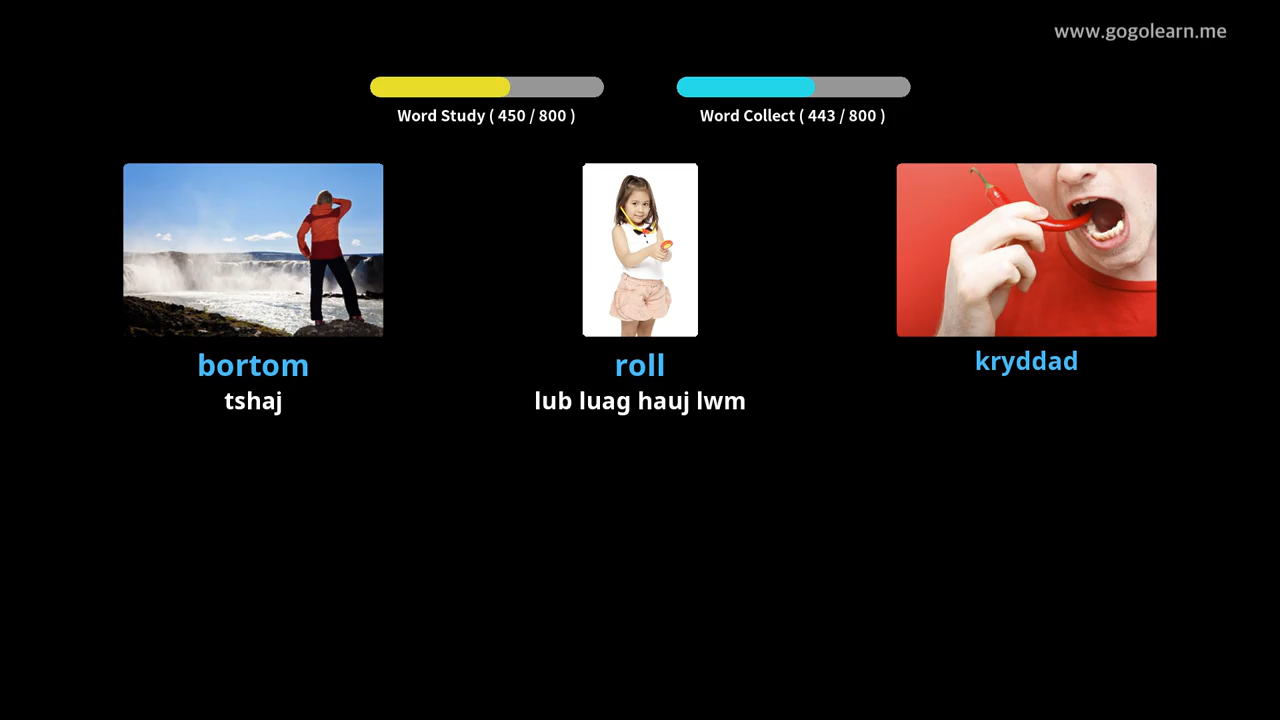 www.gogolearn.me
Word Study ( 450 / 800 )
Word Collect ( 443 / 800 )
bortom
tshaj
roll
lub luag hauj lwm
kryddad